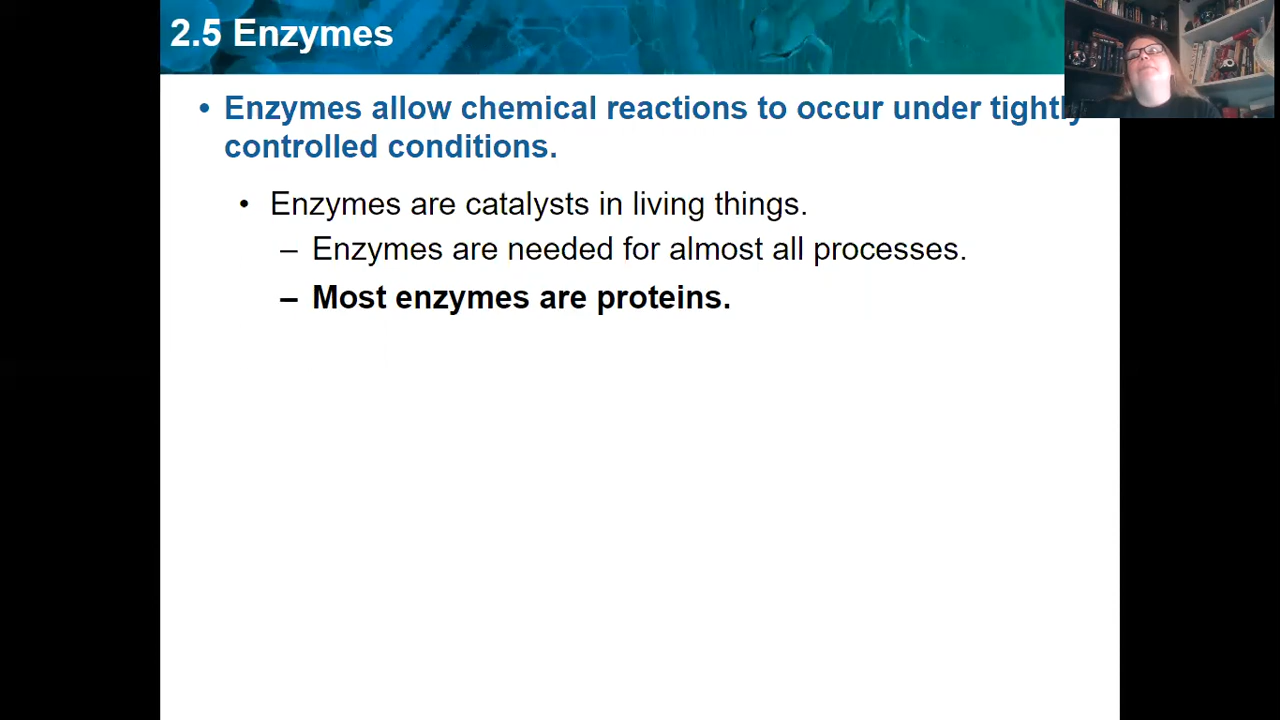 2.5 Enzymes
• Enzymes allow chemical reactions to occur under tightly
controlled conditions.
• Enzymes are catalysts in living things.
– Enzymes are needed for almost all processes.
– Most enzymes are proteins.